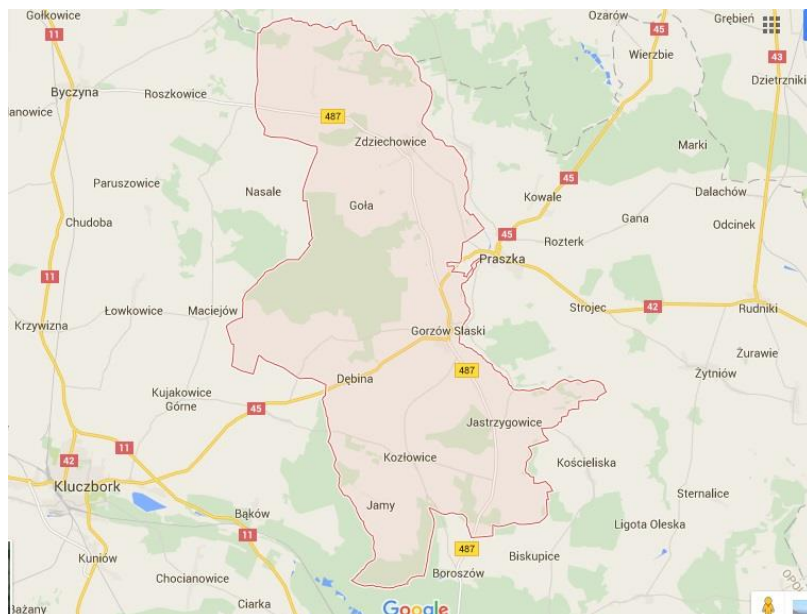 Gołkowice
11
Byczyna
Roszkowice
anowice
487
Zdziechowice
Ozarów
Grębień
45
Wierzbie
43
Dzietrzniki
Marki
Paruszowice
Nasale
Goła
Chudoba
45
Kowale
Dalachów
Gana
Odcinek
45
Rozterk
Praszka
11
Łowkowice
Maciejów
Krzywizna
Gorzów Śląski
Strojec
42
Rudniki
487
Żurawie
Żytniów
Dębina
Kujakowice
Górne
45
Jastrzygowice
11
42
Kluczbork
Kozłowice
Kościeliska
Jamy
Sternalice
Bąków
11
Ligota Oleska
Kuniów
Chocianowice
487
Biskupice
Boroszów
OPOL
Bażany
Ciarka
Google